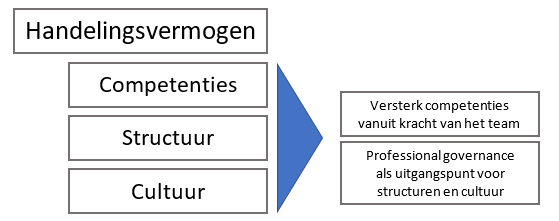 Handelingsvermogen
Competenties
Structuur
Cultuur
Versterk competenties
vanuit kracht van het team
Professional governance
als uitgangspunt voor
structuren en cultuur